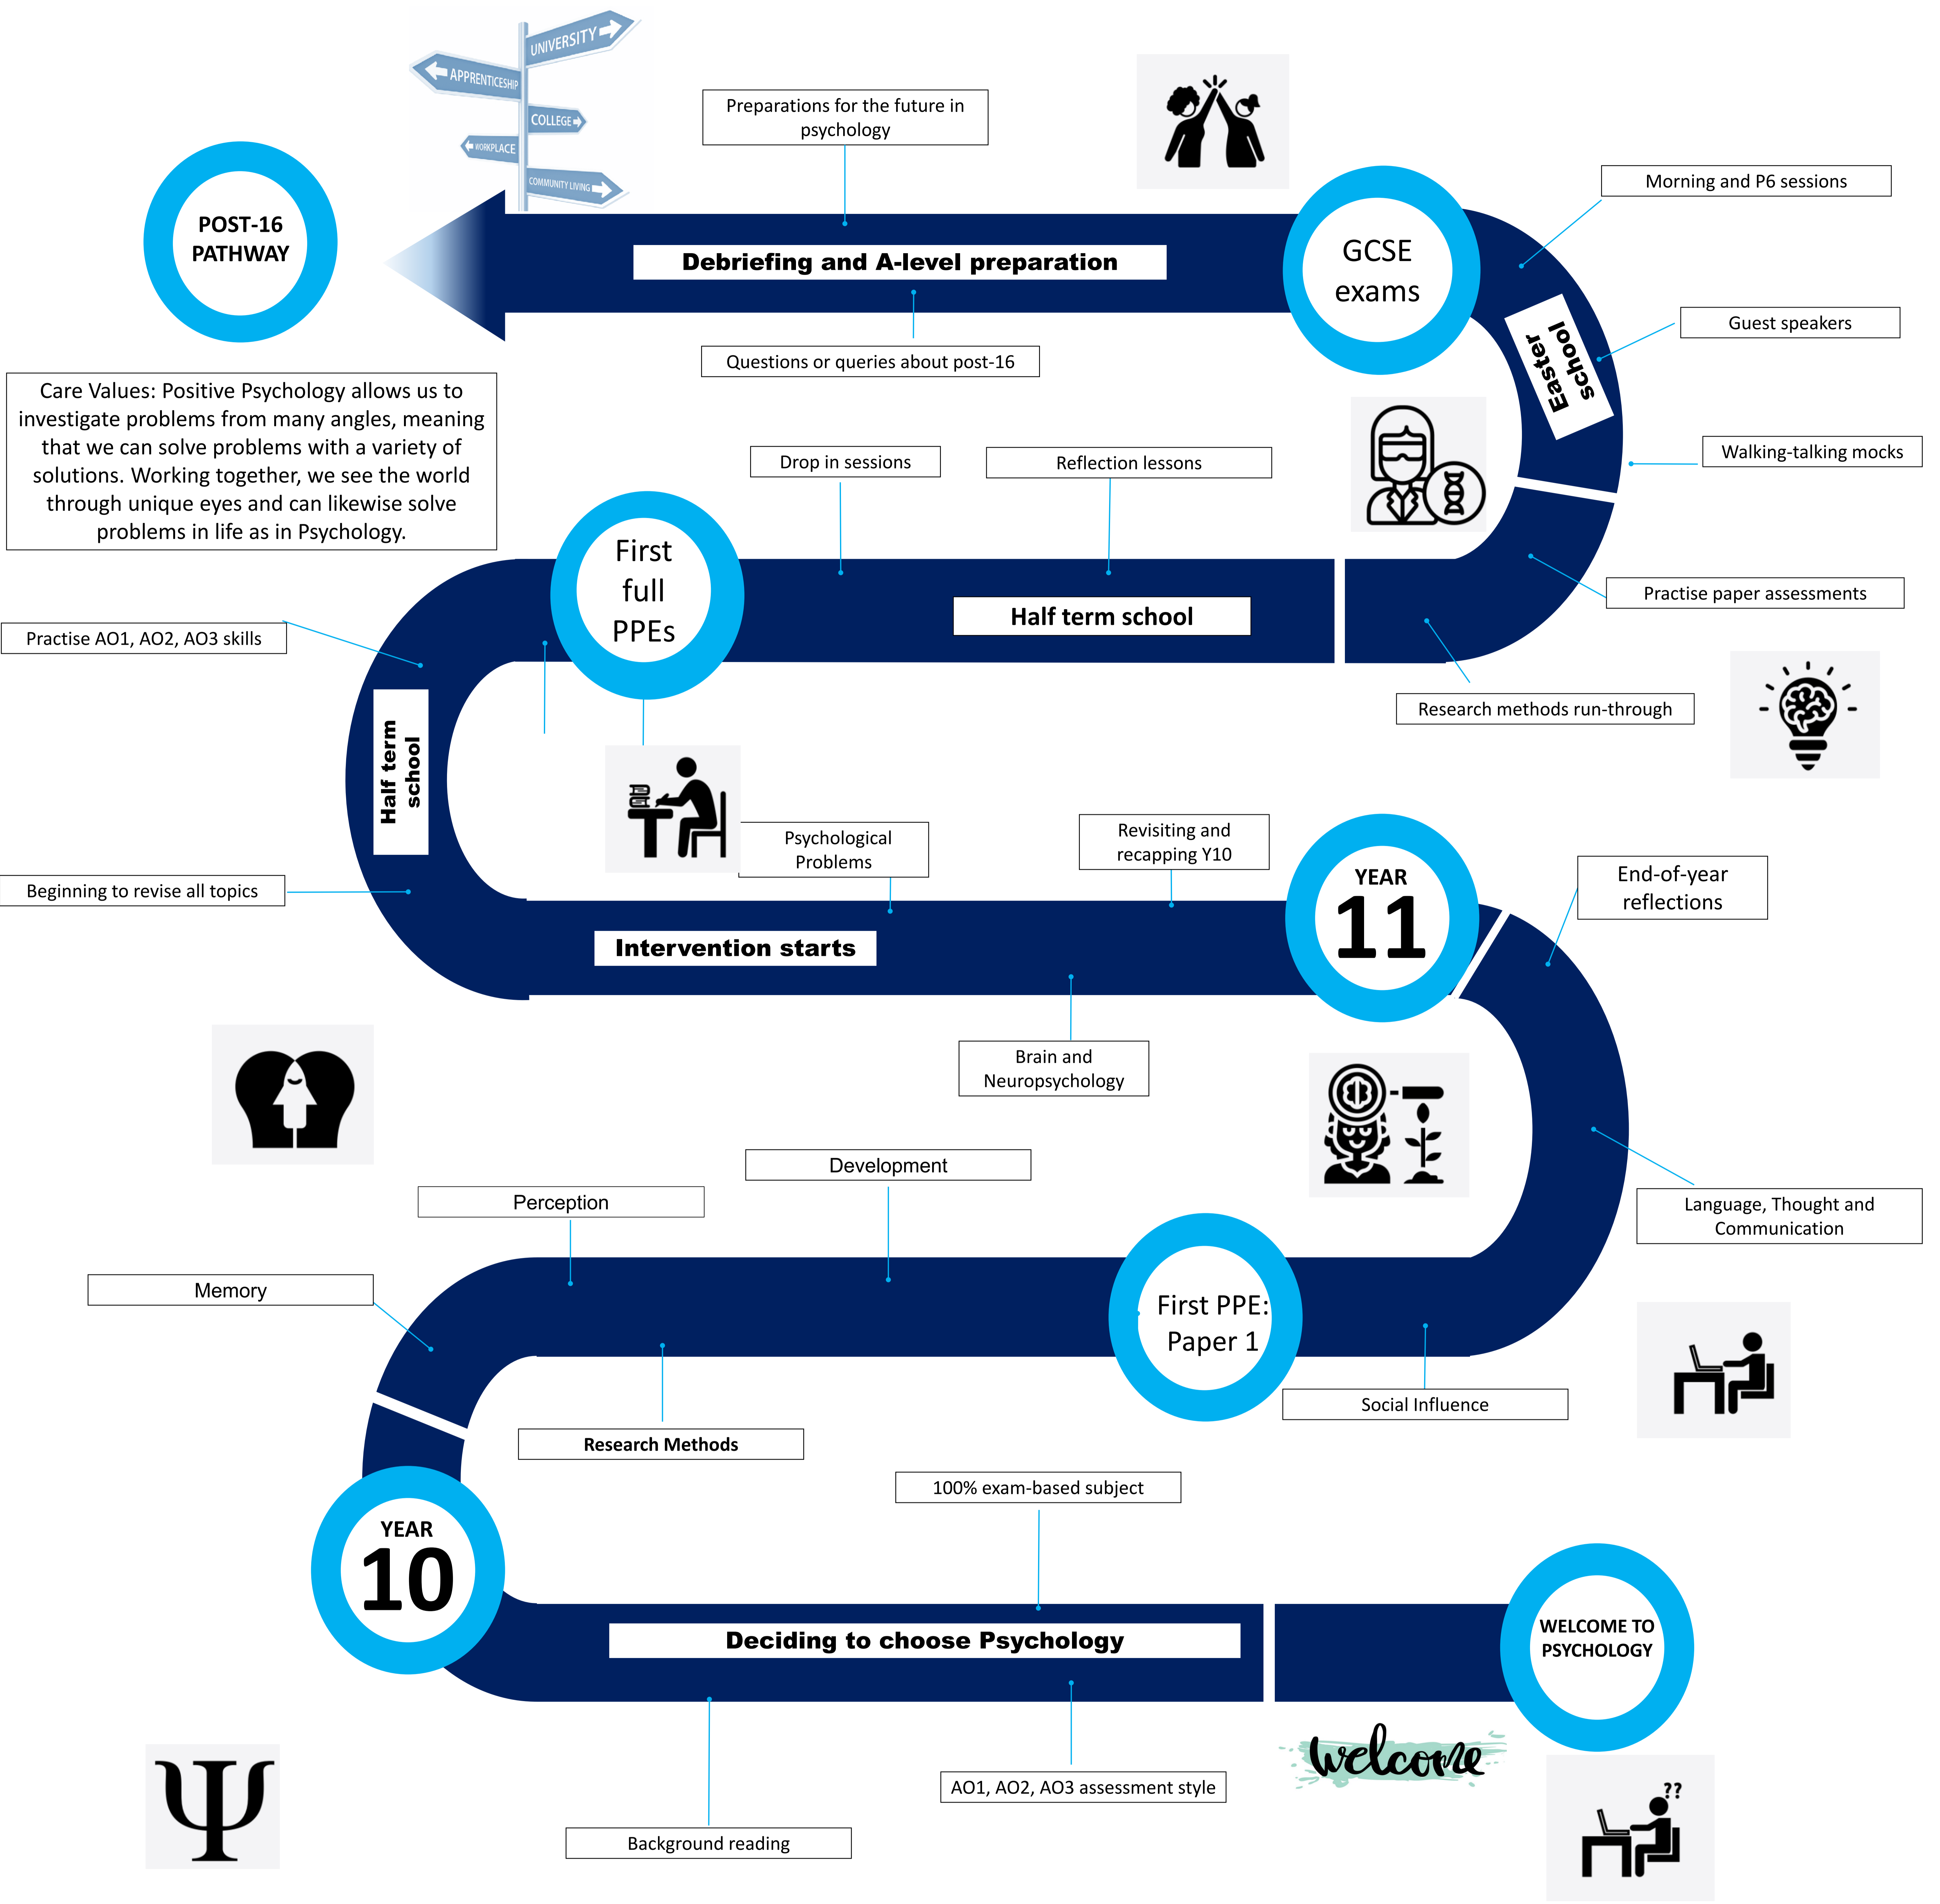 UNIVERSITY
APPRENTICESHIP
COLLEGE
WORKPLACE
COMMUNITY LIVING
Preparations for the future in
psychology
Morning and P6 sessions
POST-16
PATHWAY
Debriefing and A-level preparation
GCSE
exams
Guest speakers
Easter
school
Questions or queries about post-16
Care Values: Positive Psychology allows us to
investigate problems from many angles, meaning
that we can solve problems with a variety of
solutions. Working together, we see the world
through unique eyes and can likewise solve
problems in life as in Psychology.
Drop in sessions
Reflection lessons
Walking-talking mocks
First
full
PPEs
Half term school
Practise paper assessments
Practise AO1, AO2, AO3 skills
Research methods run-through
Half term
school
Psychological
Problems
Revisiting and
recapping Y10
YEAR
11
End-of-year
reflections
Beginning to revise all topics
Intervention starts
Brain and
Neuropsychology
Development
Perception
Language, Thought and
Communication
Memory
First PPE:
Paper 1
Social Influence
Research Methods
100% exam-based subject
YEAR
10
Deciding to choose Psychology
WELCOME TO
PSYCHOLOGY
welcome
AO1, AO2, AO3 assessment style
??
Background reading
Ψ